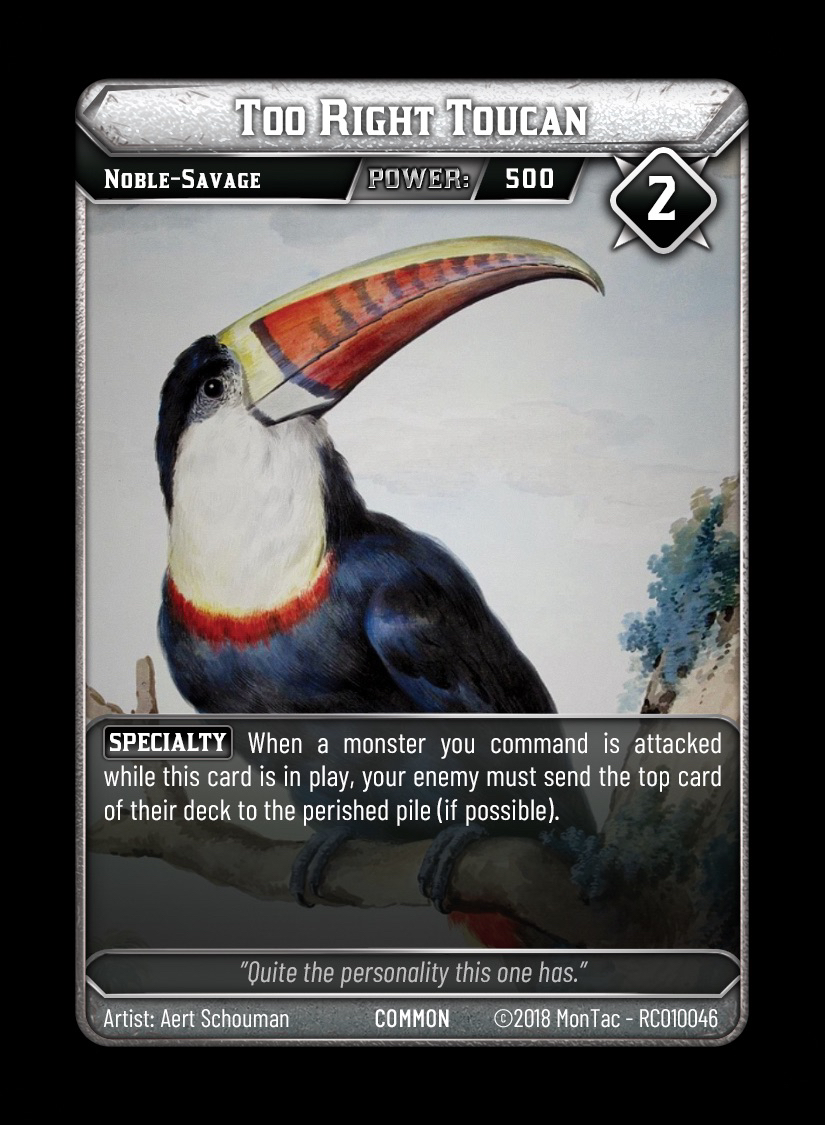 Too Right Toucan
Noble-Savage POWER: 500
2
SPECIALTY When a monster you command is attacked
while this card is in play, your enemy must send the top card
of their deck to the perished pile (if possible).
"Quite the personality this one has."
Artist: Aert Schouman COMMON ©2018 MonTac - RC010046